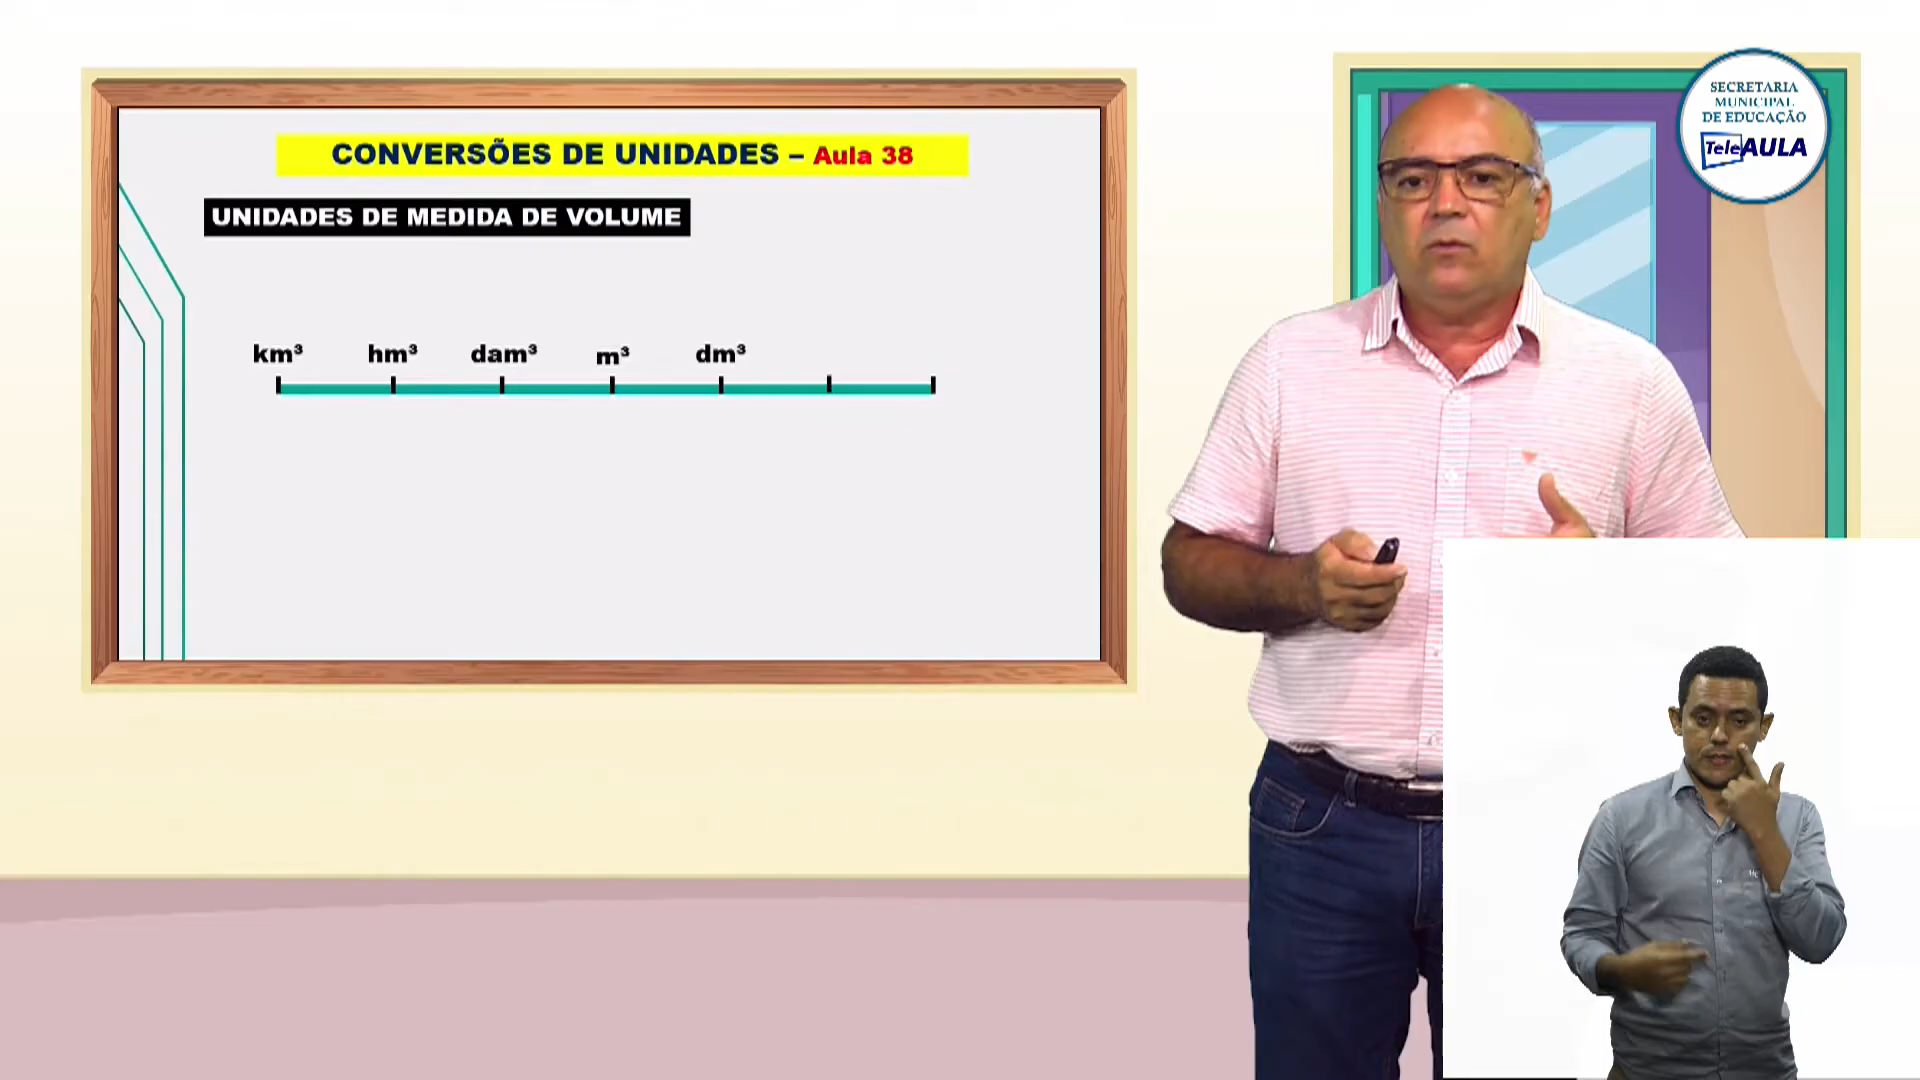 CONVERSÕES DE UNIDADES – Aula 38
UNIDADES DE MEDIDA DE VOLUME
km³ hm³ dam³ m³ dm³
SECRETARIA
MUNICIPAL
DE EDUCAÇÃO
TeleAULA